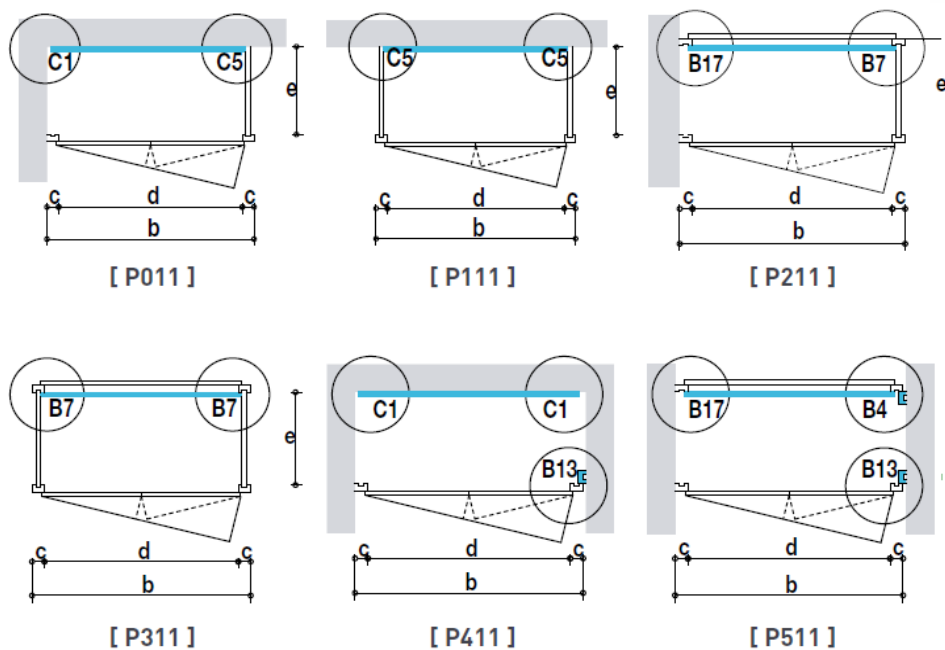 C1 C5 e
c d c
b
[ P011 ]
C5 C5 e
c d c
b
[ P111 ]
B17 B7 e
c d c
b
[ P211 ]
B7 B7 e
c d c
b
[ P311 ]
C1 C1
B13
c d c
b
[ P411 ]
B17 B4
B13
c d c
b
[ P511 ]